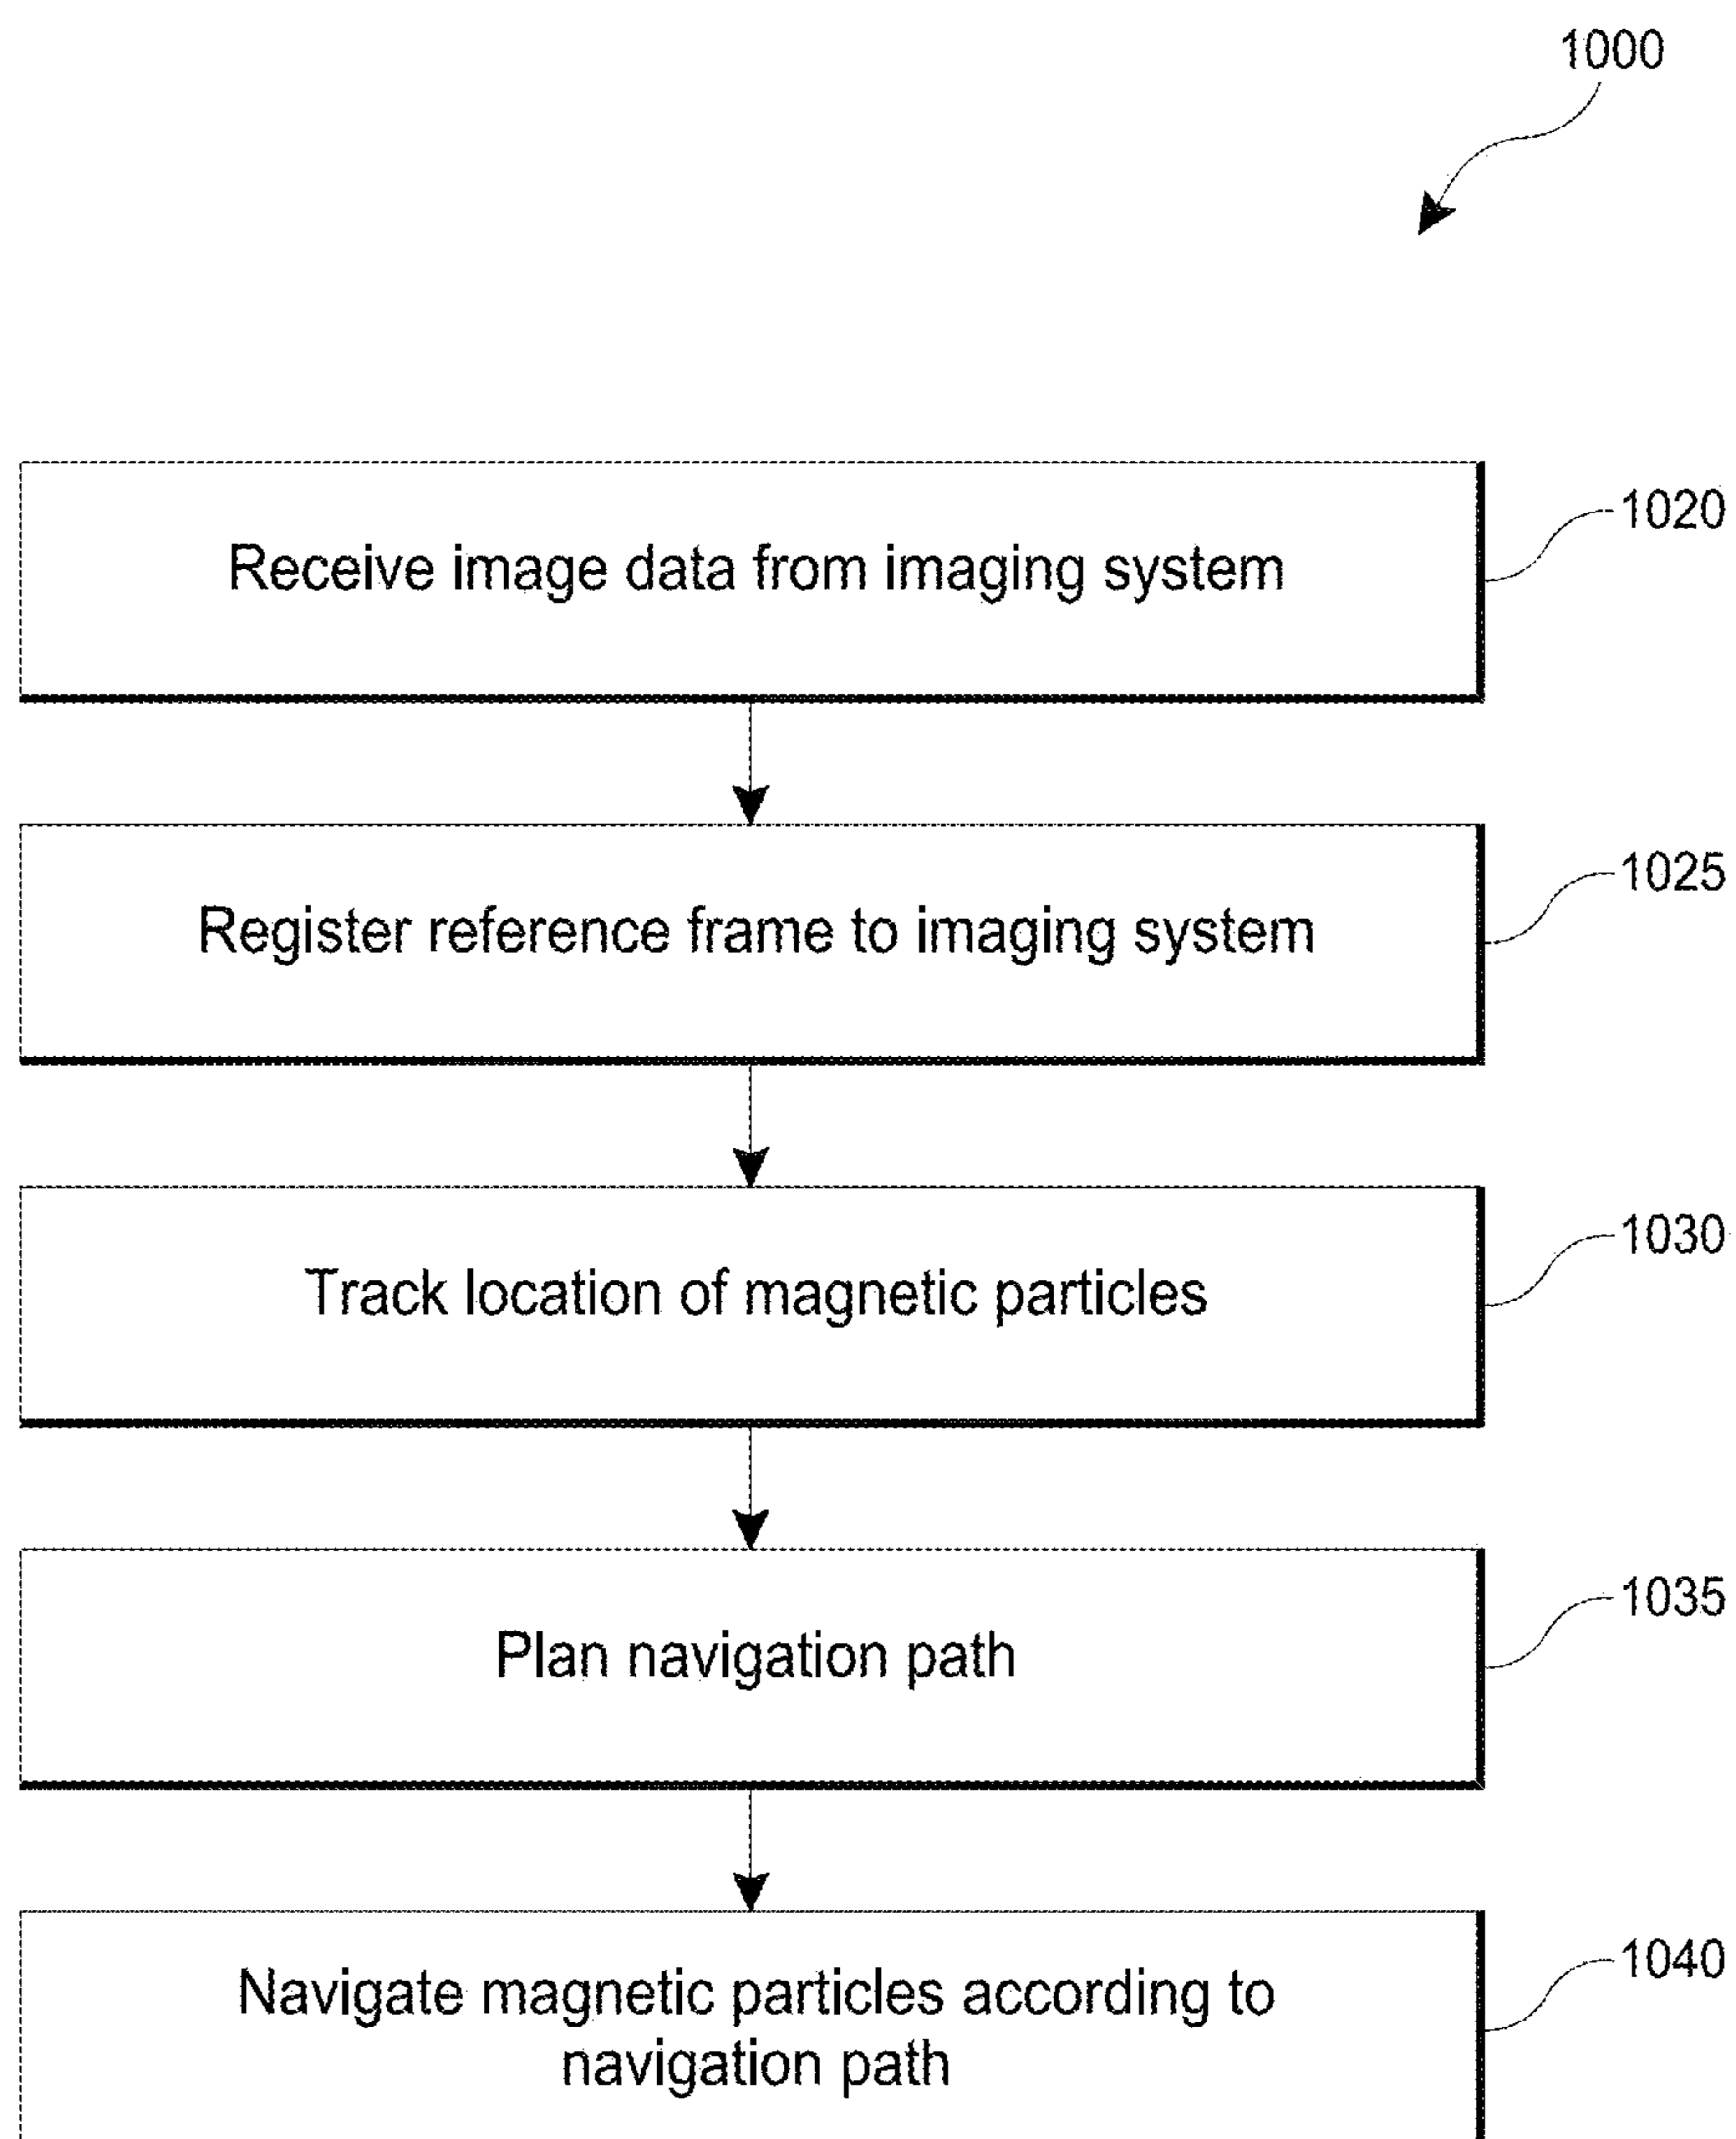 1000
Receive image data from imaging system
1020
Register reference frame to imaging system
1025
Track location of magnetic particles
1030
Plan navigation path
1035
Navigate magnetic particles according to
navigation path
1040